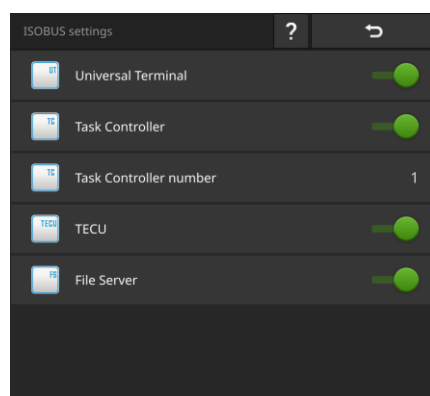 ISOBUS settings ?
UT Universal Terminal
TC Task Controller
TC Task Controller number 1
TECU TECU
FS File Server